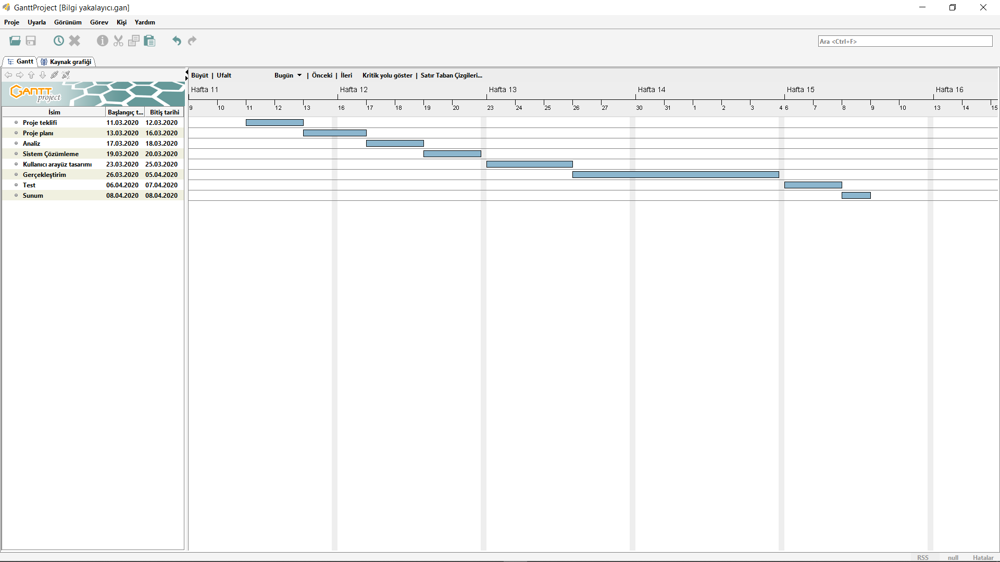 GanttProject [Bilgi yakalayıcı.gan]
Proje Uyarla Görünüm Görev Kişi Yardım
Ara <Ctrl+F>
Gantt Kaynak grafiği
Büyüt | Ufalt Bugün | Önceki | İleri Kritik yolu göster | Satır Taban Çizgileri...
GANTT project
Hafta 11 Hafta 12 Hafta 13 Hafta 14 Hafta 15 Hafta 16
9 10 11 12 13 16 17 18 19 20 23 24 25 26 27 30 31 1 2 3 4 6 7 8 9 10 13 14 15
İsim Başlangıç t... Bitiş tarihi
Proje teklifi 11.03.2020 12.03.2020
Proje planı 13.03.2020 16.03.2020
Analiz 17.03.2020 18.03.2020
Sistem Çözümleme 19.03.2020 20.03.2020
Kullanıcı arayüz tasarımı 23.03.2020 25.03.2020
Gerçekleştirim 26.03.2020 05.04.2020
Test 06.04.2020 07.04.2020
Sunum 08.04.2020 08.04.2020
RSS null Hatalar